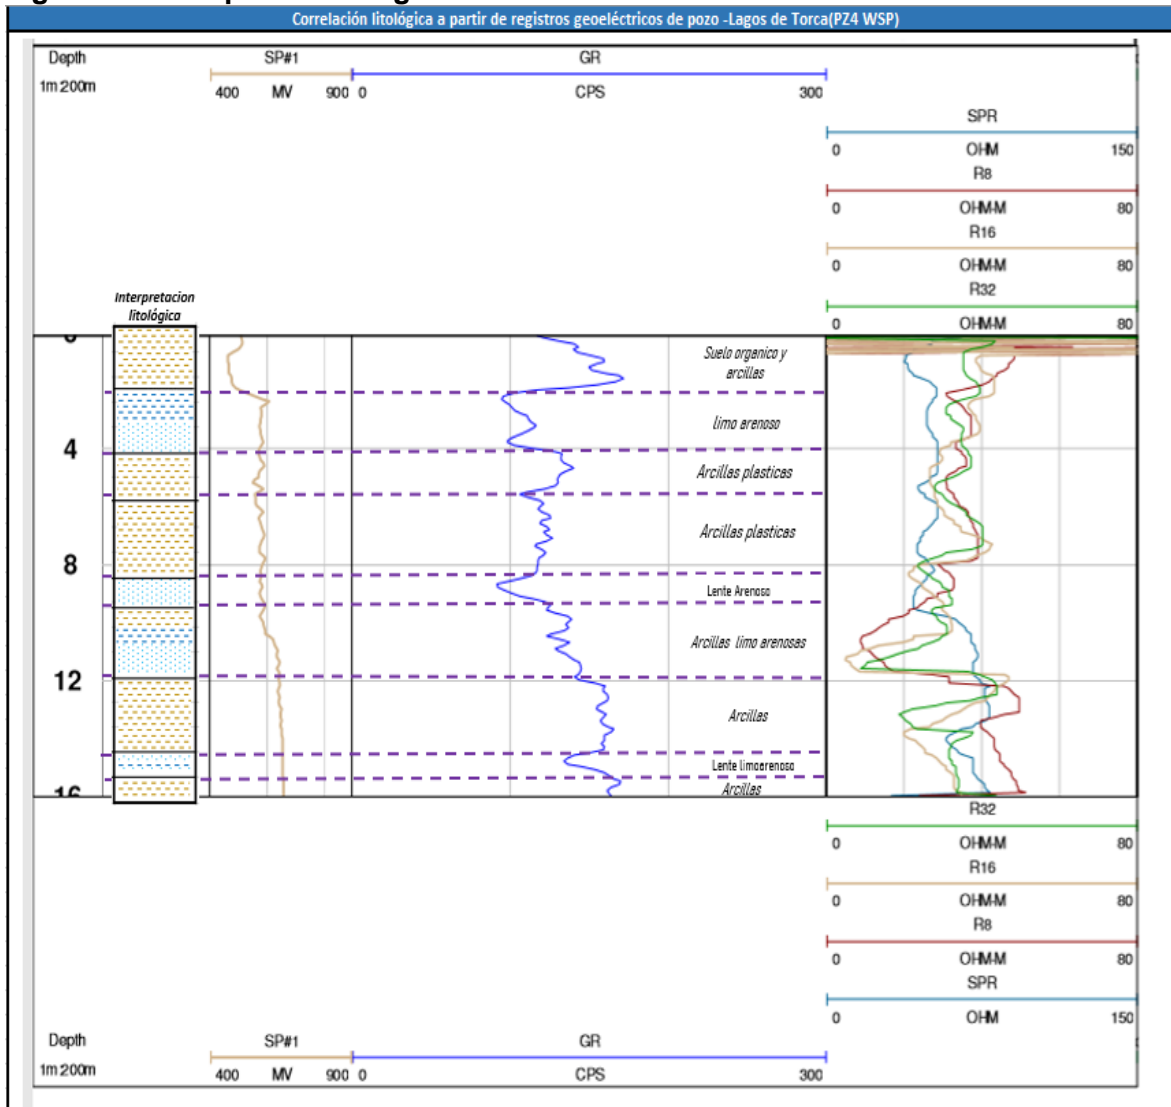 Correlación litológica a partir de registros geoeléctricos de pozo -Lagos de Torca(PZ4 WSP)
Depth SP#1 GR
1m:200m 400 MV 900 0 CPS 300
SPR
0 OHM 150
R8
0 OHM-M 80
R16
0 OHM-M 80
R32
0 OHM-M 80
Interpretacion
litológica
0
Suelo organico y
arcillas
limo arenoso
4
Arcillas plasticas
Arcillas plasticas
8
Lente Arenoso
Arcillas limo arenosas
12
Arcillas
Lente limoarenoso
Arcillas
16
R32
0 OHM-M 80
R16
0 OHM-M 80
R8
0 OHM-M 80
SPR
0 OHM 150
Depth SP#1 GR
1m:200m 400 MV 900 0 CPS 300